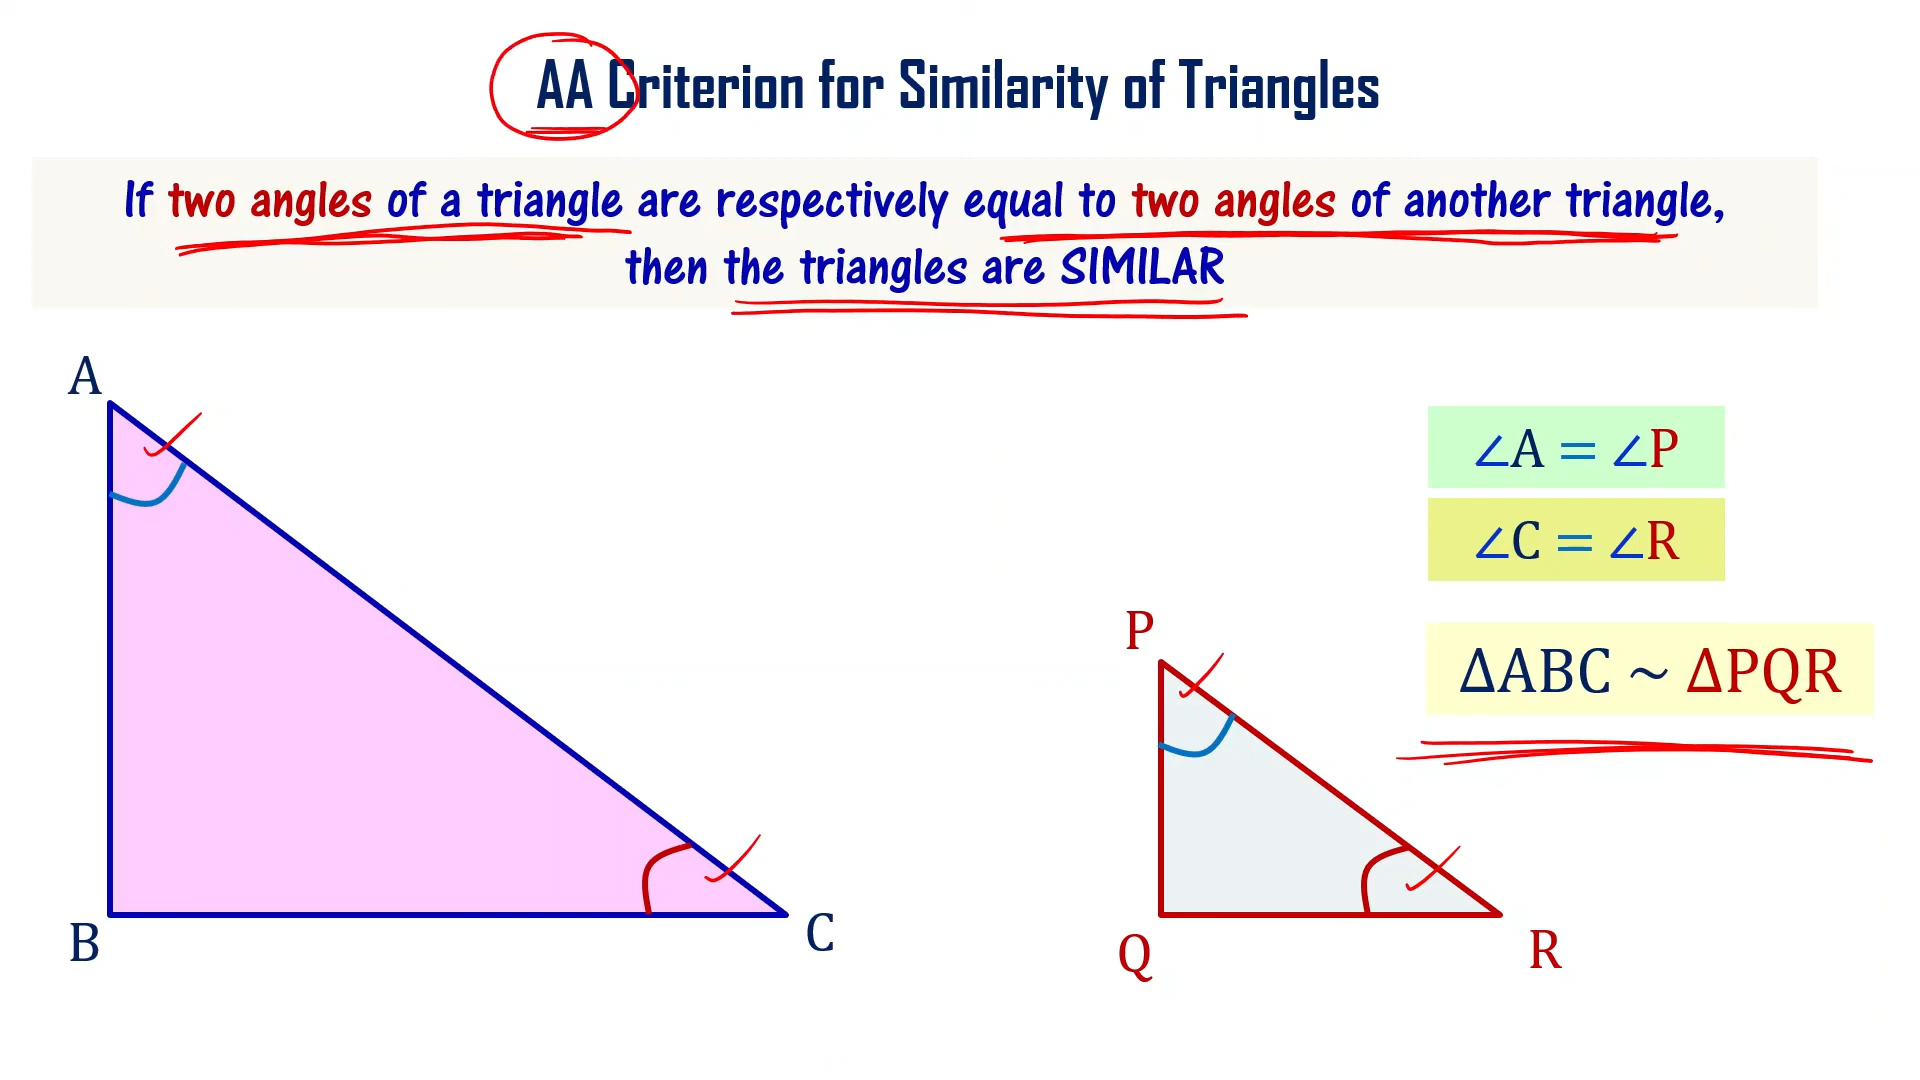 AA Criterion for Similarity of Triangles
If two angles of a triangle are respectively equal to two angles of another triangle,
then the triangles are SIMILAR
A
∠A = ∠P
∠C = ∠R
P
ΔABC ~ ΔPQR
B
C
Q
R